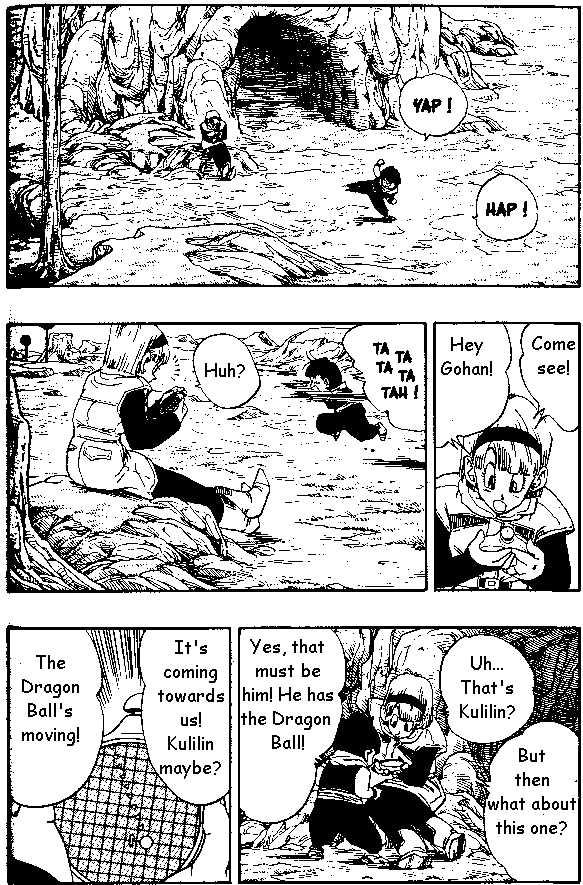 YAP !
HAP !
Huh?
TA TA
TA TA
TAH !
Hey
Gohan!
Come
see!
The
Dragon
Ball's
moving!
It's
coming
towards
us!
Kulilin
maybe?
Yes, that
must be
him! He has
the Dragon
Ball!
Uh...
That's
Kulilin?
But
then
what about
this one?